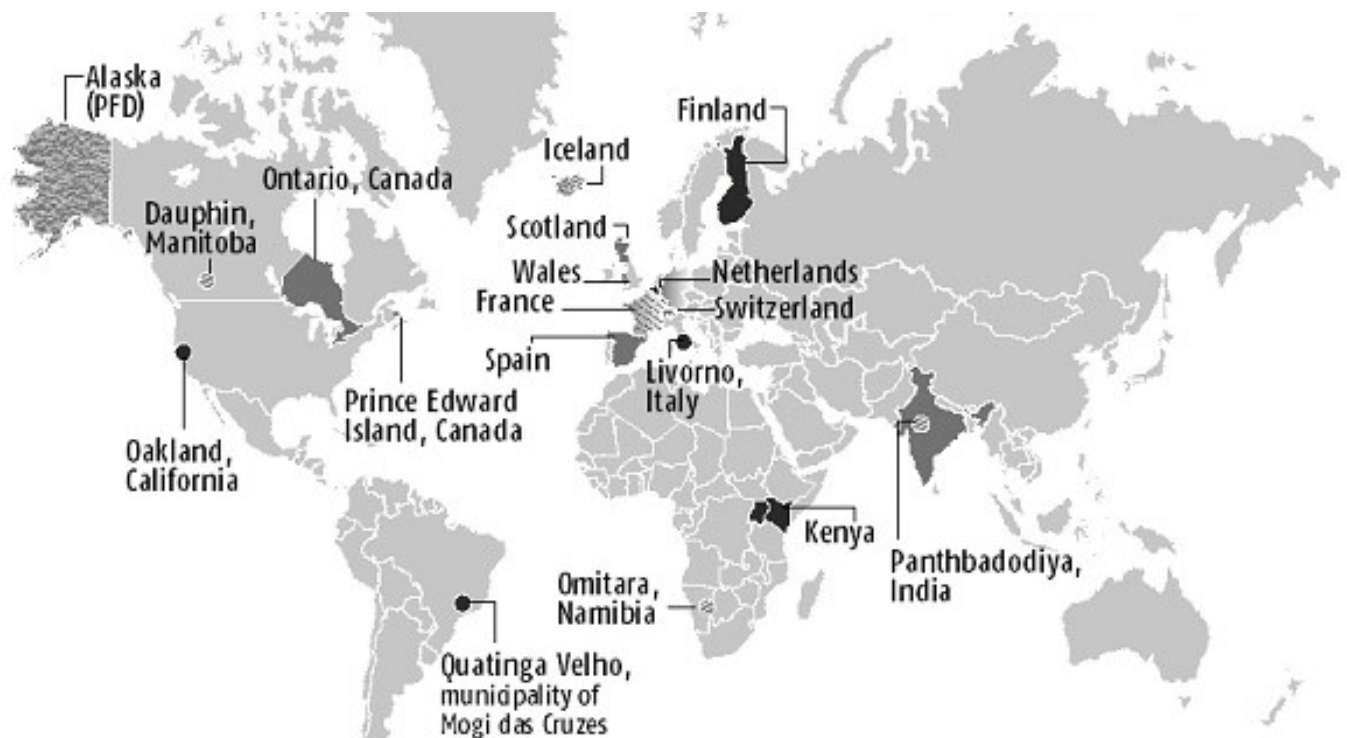 Alaska
(PFD)
Finland
Iceland
Ontario, Canada
Dauphin,
Manitoba
Scotland
Wales
Netherlands
France
Switzerland
Spain
Livorno,
Italy
Prince Edward
Island, Canada
Oakland,
California
Kenya
Panthbadodiya,
India
Omitara,
Namibia
Quatinga Velho,
municipality of
Mogi das Cruzes